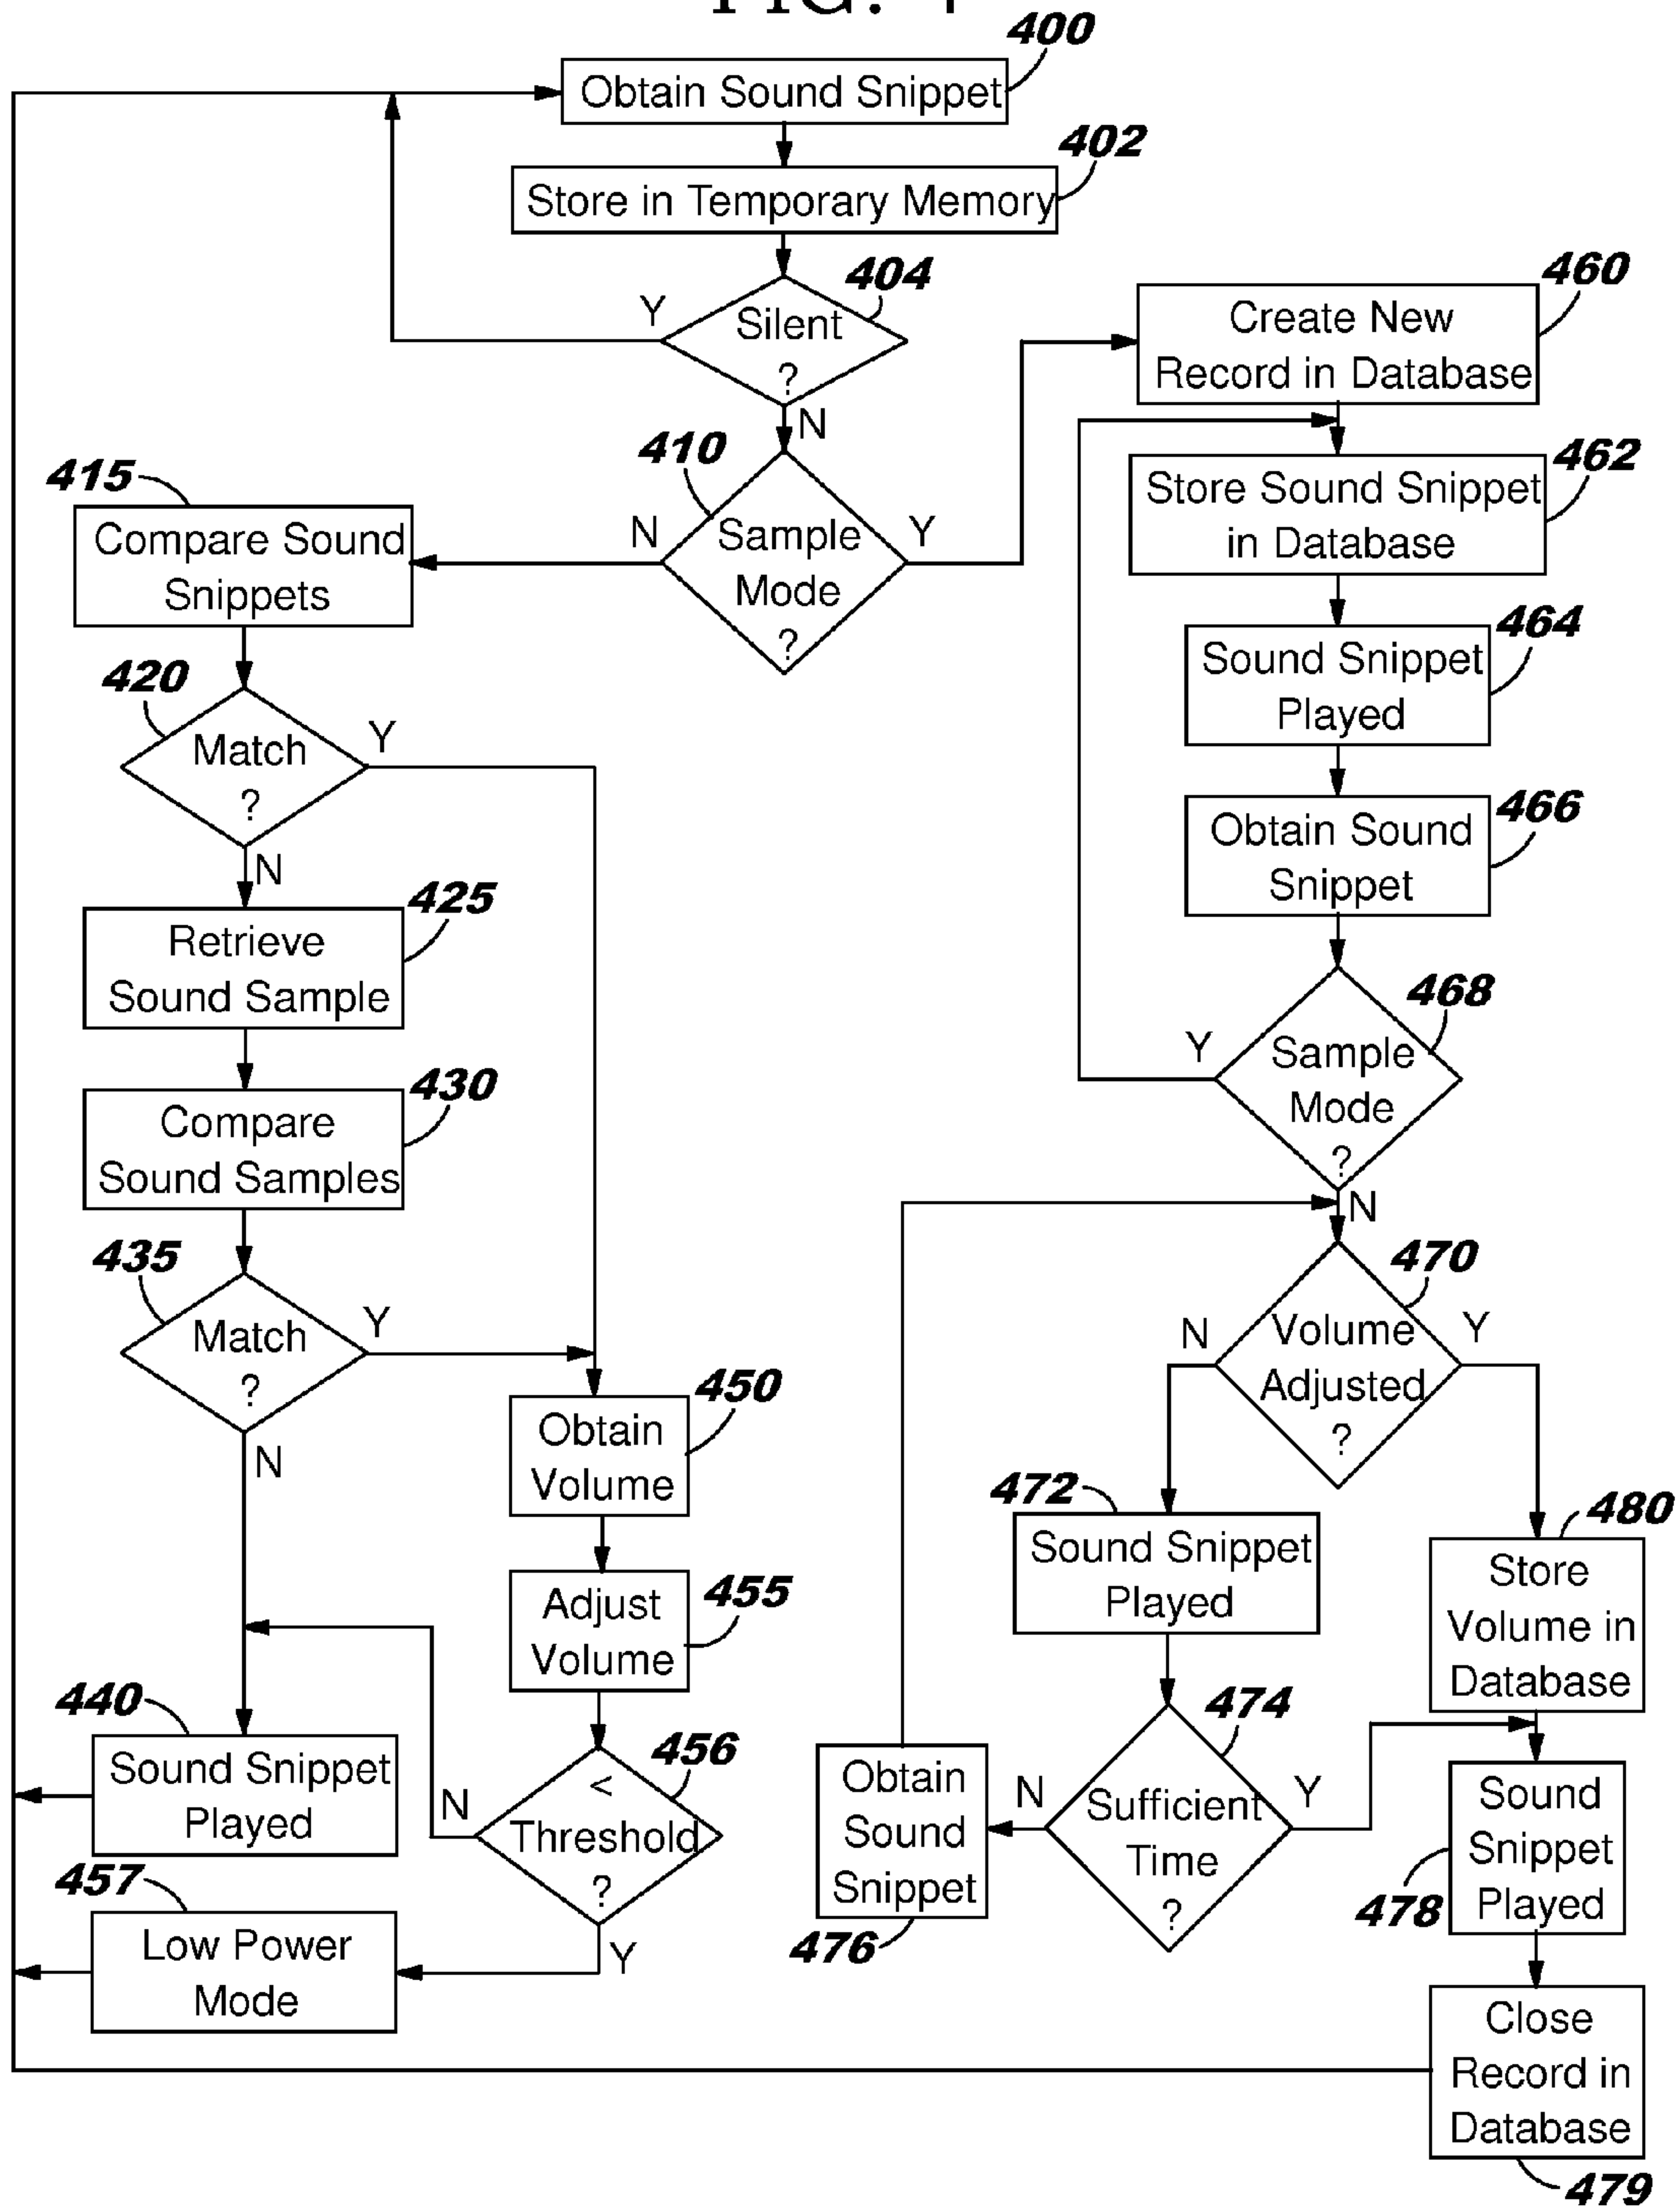 FIG. 4
400
Obtain Sound Snippet
402
Store in Temporary Memory
404
Y
Silent
?
N
460
Create New
Record in Database
410
N
Sample
Mode
?
Y
415
Compare Sound
Snippets
462
Store Sound Snippet
in Database
464
Sound Snippet
Played
420
Match
?
Y
N
466
Obtain Sound
Snippet
425
Retrieve
Sound Sample
468
Y
Sample
Mode
?
N
430
Compare
Sound Samples
435
Match
?
Y
N
470
N
Volume
Adjusted
?
Y
450
Obtain
Volume
472
Sound Snippet
Played
480
Store
Volume in
Database
455
Adjust
Volume
440
Sound Snippet
Played
456
N
<
Threshold
?
Y
474
N
Sufficient
Time
?
Y
Obtain
Sound
Snippet
476
Sound
Snippet
Played
478
457
Low Power
Mode
Close
Record in
Database
479